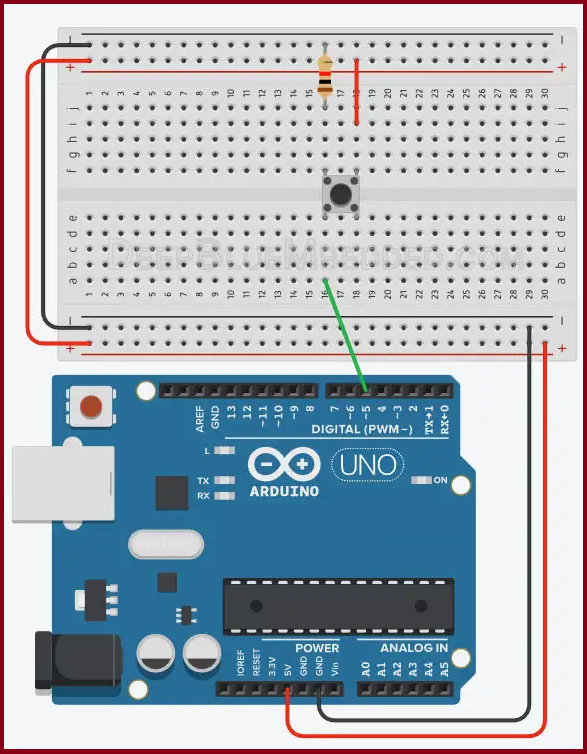 − −
+ +
1 2 3 4 5 6 7 8 9 10 11 12 13 14 15 16 17 18 19 20 21 22 23 24 25 26 27 28 29 30
j j
i i
h h
g g
f f
e e
d d
c c
b b
a a
DeepBlueMbedded.com
1 2 3 4 5 6 7 8 9 10 11 12 13 14 15 16 17 18 19 20 21 22 23 24 25 26 27 28 29 30
− −
+ +
AREF GND 13 12 ~11 ~10 ~9 8 7 ~6 ~5 4 ~3 2 TX→1 RX←0
DIGITAL (PWM ~)
L
TX
RX
ARDUINO
UNO
ON
POWER
ANALOG IN
IOREF RESET 3.3V 5V GND GND Vin A0 A1 A2 A3 A4 A5